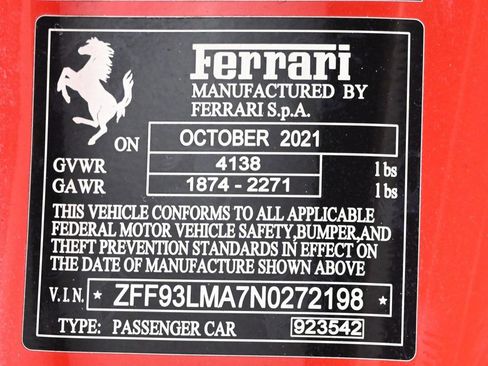 Ferrari
MANUFACTURED BY
FERRARI S.p.A.
ON OCTOBER 2021
GVWR 4138 lbs
GAWR 1874 - 2271 lbs
THIS VEHICLE CONFORMS TO ALL APPLICABLE
FEDERAL MOTOR VEHICLE SAFETY,BUMPER,AND
THEFT PREVENTION STANDARDS IN EFFECT ON
THE DATE OF MANUFACTURE SHOWN ABOVE
V.I.N. * ZFF93LMA7N0272198 *
TYPE: PASSENGER CAR 923542